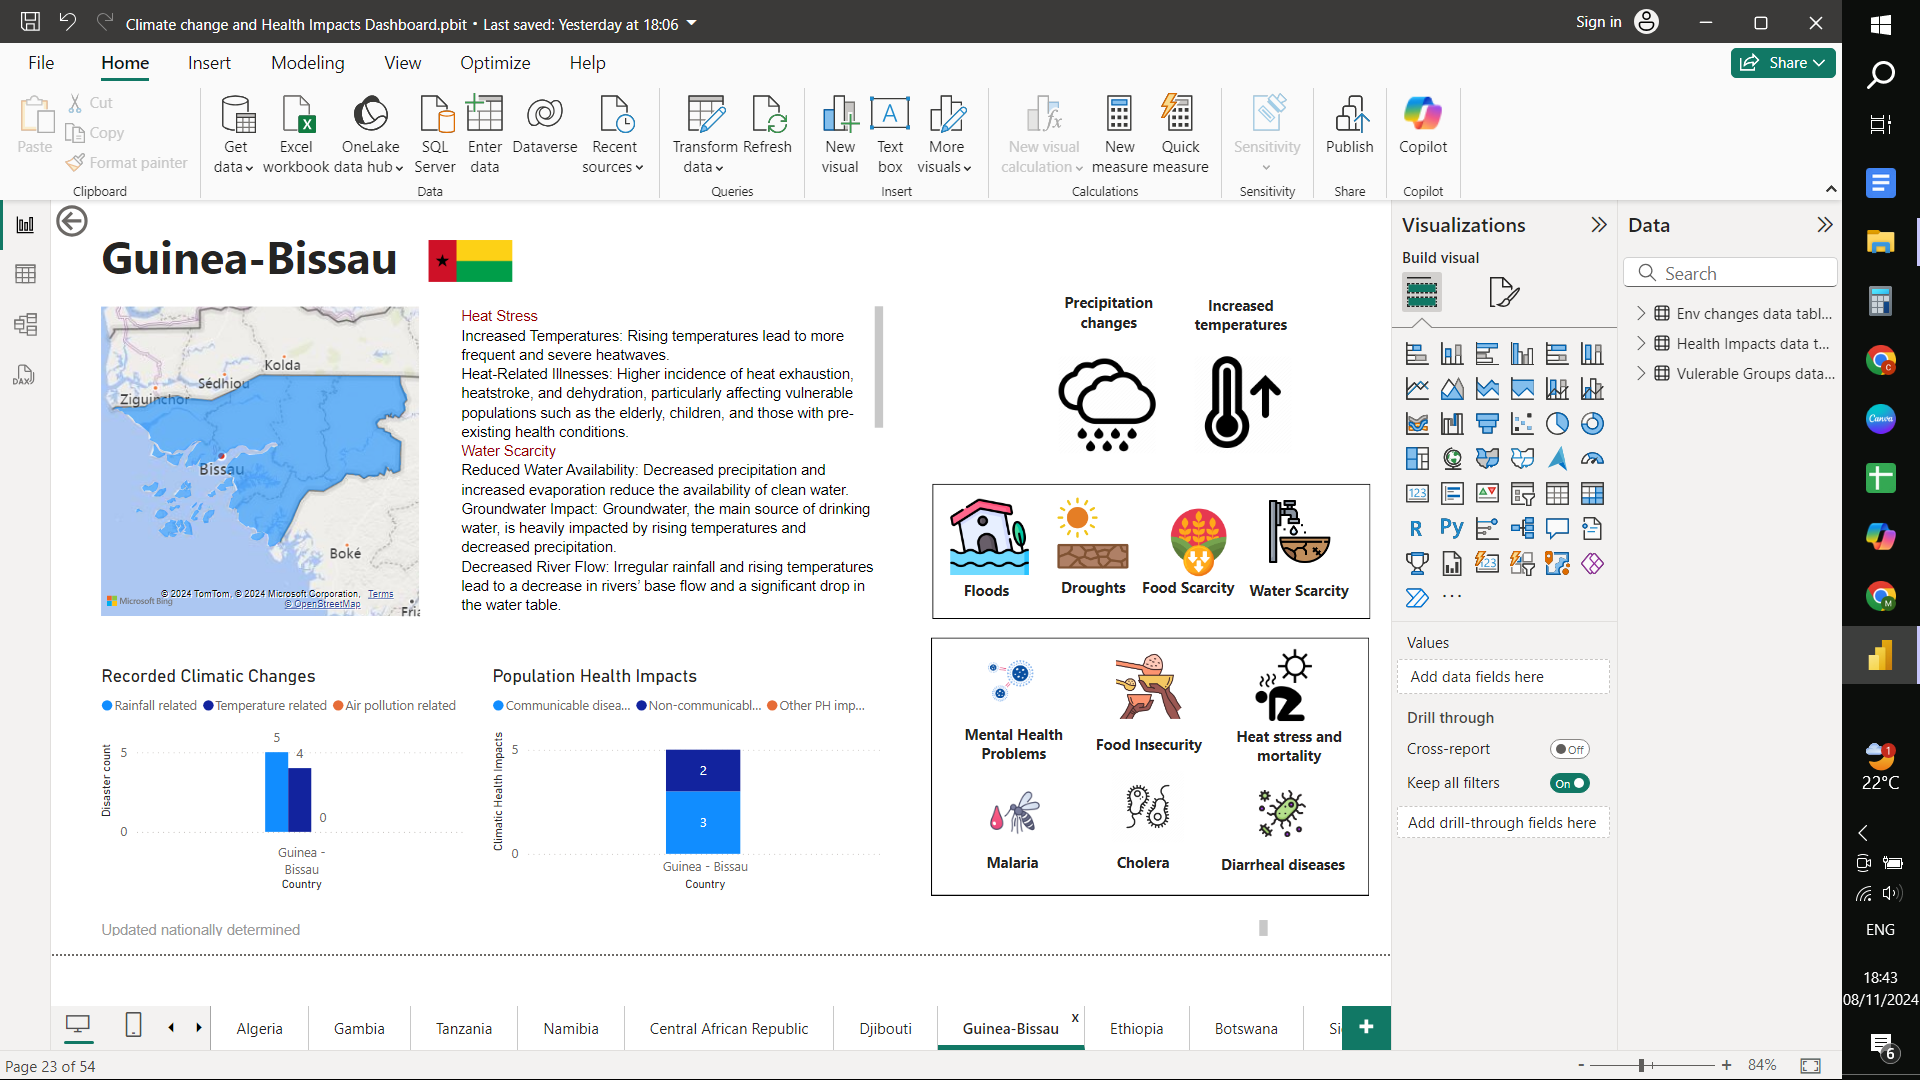 Climate change and Health Impacts Dashboard.pbit • Last saved: Yesterday at 18:06
Sign in
File
Home
Insert
Modeling
View
Optimize
Help
Share
Paste
Cut
Copy
Format painter
Clipboard
Get data
Excel workbook
OneLake data hub
SQL Server
Enter data
Dataverse
Recent sources
Data
Transform data
Refresh
Queries
New visual
Text box
More visuals
Insert
New visual calculation
New measure
Quick measure
Calculations
Sensitivity
Sensitivity
Publish
Share
Copilot
Copilot
Guinea-Bissau
Kolda
Sédhiou
Ziguinchor
Bissau
Boké
Fria
Microsoft Bing
© 2024 TomTom, © 2024 Microsoft Corporation, Terms
© OpenStreetMap
Heat Stress
Increased Temperatures: Rising temperatures lead to more
frequent and severe heatwaves.
Heat-Related Illnesses: Higher incidence of heat exhaustion,
heatstroke, and dehydration, particularly affecting vulnerable
populations such as the elderly, children, and those with pre-
existing health conditions.
Water Scarcity
Reduced Water Availability: Decreased precipitation and
increased evaporation reduce the availability of clean water.
Groundwater Impact: Groundwater, the main source of drinking
water, is heavily impacted by rising temperatures and
decreased precipitation.
Decreased River Flow: Irregular rainfall and rising temperatures
lead to a decrease in rivers' base flow and a significant drop in
the water table.
Precipitation
changes
Increased
temperatures
Floods
Droughts
Food Scarcity
Water Scarcity
Mental Health
Problems
Food Insecurity
Heat stress and
mortality
Malaria
Cholera
Diarrheal diseases
Recorded Climatic Changes
Rainfall related
Temperature related
Air pollution related
Disaster count
5
0
5
4
0
Guinea -
Bissau
Country
Population Health Impacts
Communicable disea...
Non-communicabl...
Other PH imp...
Climatic Health Impacts
5
0
2
3
Guinea - Bissau
Country
Updated nationally determined
Visualizations
Build visual
123
R
Py
123
...
Values
Add data fields here
Drill through
Cross-report
Off
Keep all filters
On
Add drill-through fields here
Data
Search
Env changes data tabl...
Health Impacts data t...
Vulerable Groups data...
Algeria
Gambia
Tanzania
Namibia
Central African Republic
Djibouti
Guinea-Bissau
x
Ethiopia
Botswana
Si
+
Page 23 of 54
- + 84%
C
Canva
M
1
22°C
ENG
18:43
08/11/2024
6